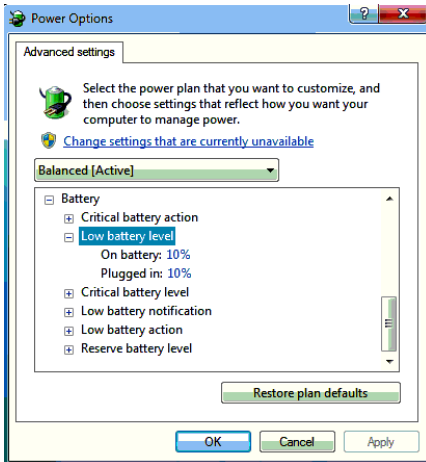 Power Options
Advanced settings
Select the power plan that you want to customize, and
then choose settings that reflect how you want your
computer to manage power.
Change settings that are currently unavailable
Balanced [Active]
Battery
Critical battery action
Low battery level
On battery: 10%
Plugged in: 10%
Critical battery level
Low battery notification
Low battery action
Reserve battery level
Restore plan defaults
OK Cancel Apply